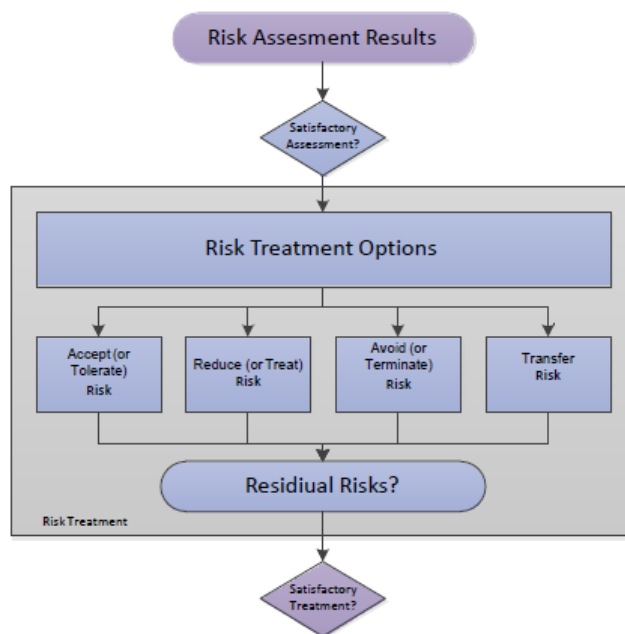 Risk Assesment Results
Satisfactory
Assessment?
Risk Treatment Options
Accept (or
Tolerate)
Risk
Reduce (or Treat)
Risk
Avoid (or
Terminate)
Risk
Transfer
Risk
Residiual Risks?
Risk Treatment
Satisfactory
Treatment?